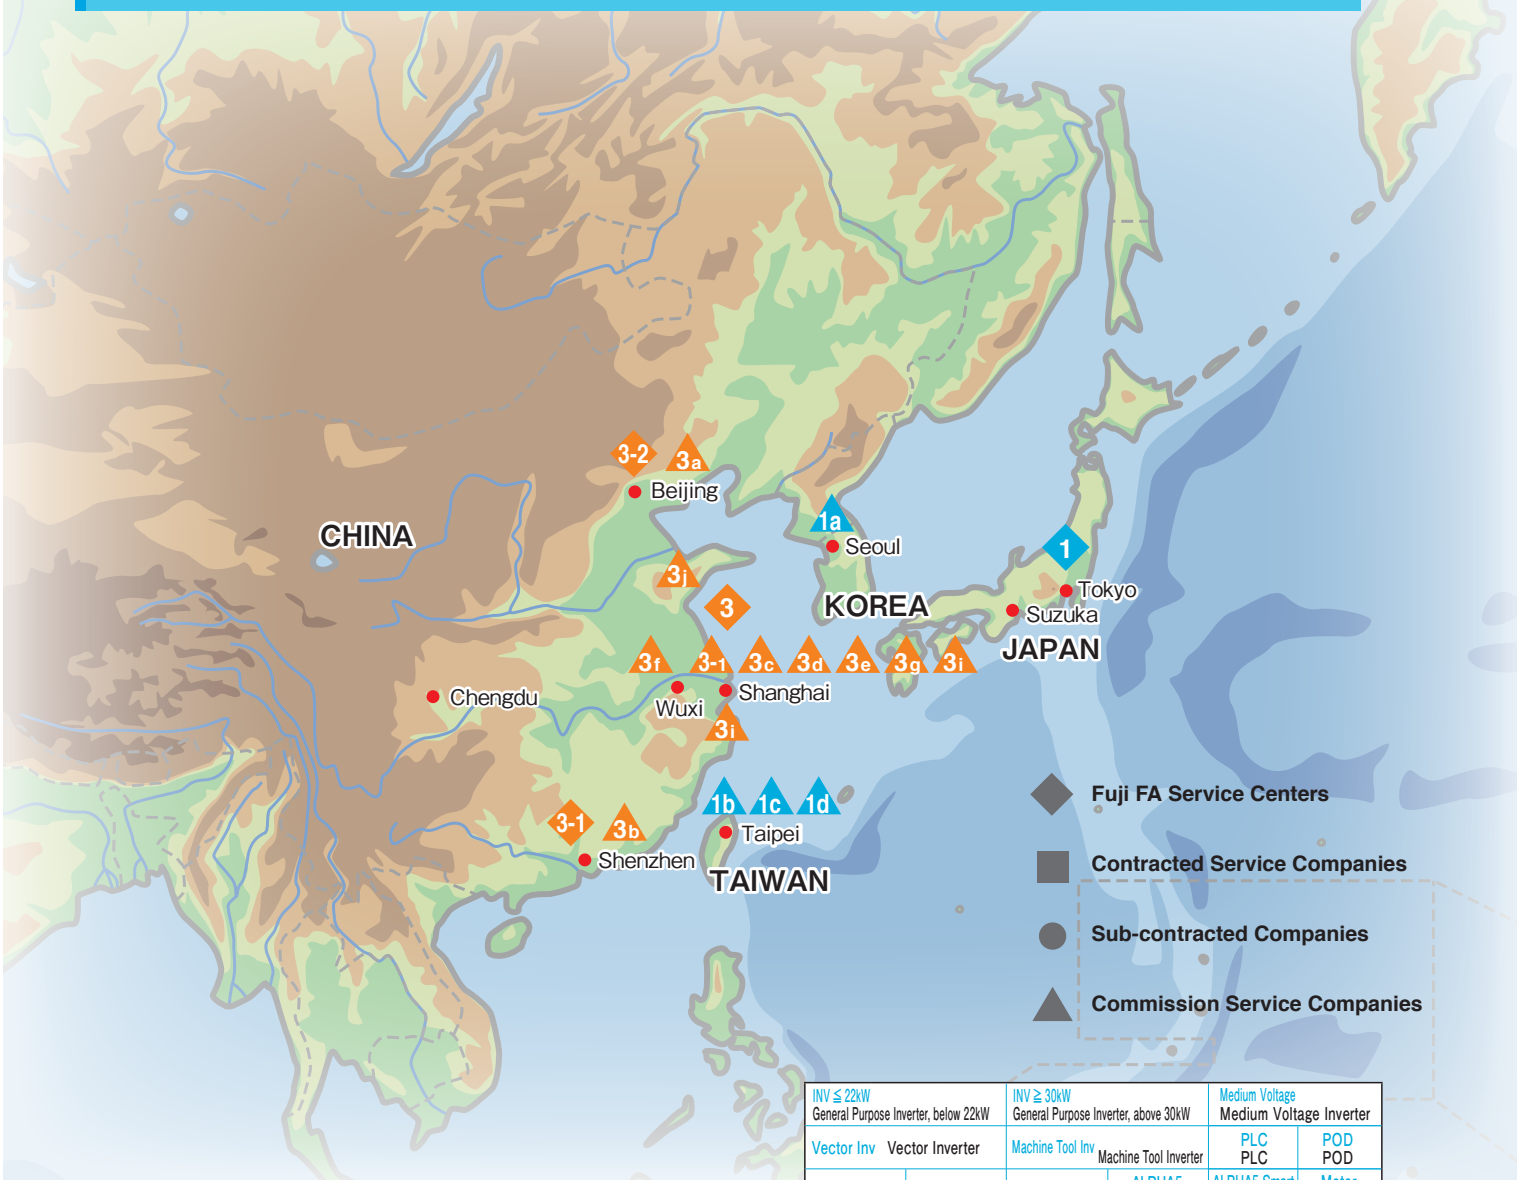 3-2
3a
Beijing
CHINA
1a
Seoul
1
3j
Tokyo
3
KOREA
Suzuka
JAPAN
3f
3-1
3c
3d
3e
3g
3i
Chengdu
Wuxi
Shanghai
3i
1b
1c
1d
3-1
3b
Taipei
Shenzhen
TAIWAN
Fuji FA Service Centers
Contracted Service Companies
Sub-contracted Companies
Commission Service Companies
INV ≦ 22kW
General Purpose Inverter, below 22kW
INV ≧ 30kW
General Purpose Inverter, above 30kW
Medium Voltage
Medium Voltage Inverter
Vector Inv Vector Inverter
Machine Tool Inv Machine Tool Inverter
PLC
PLC
POD
POD
ALPHA5
ALPHA5 Smart
Motor